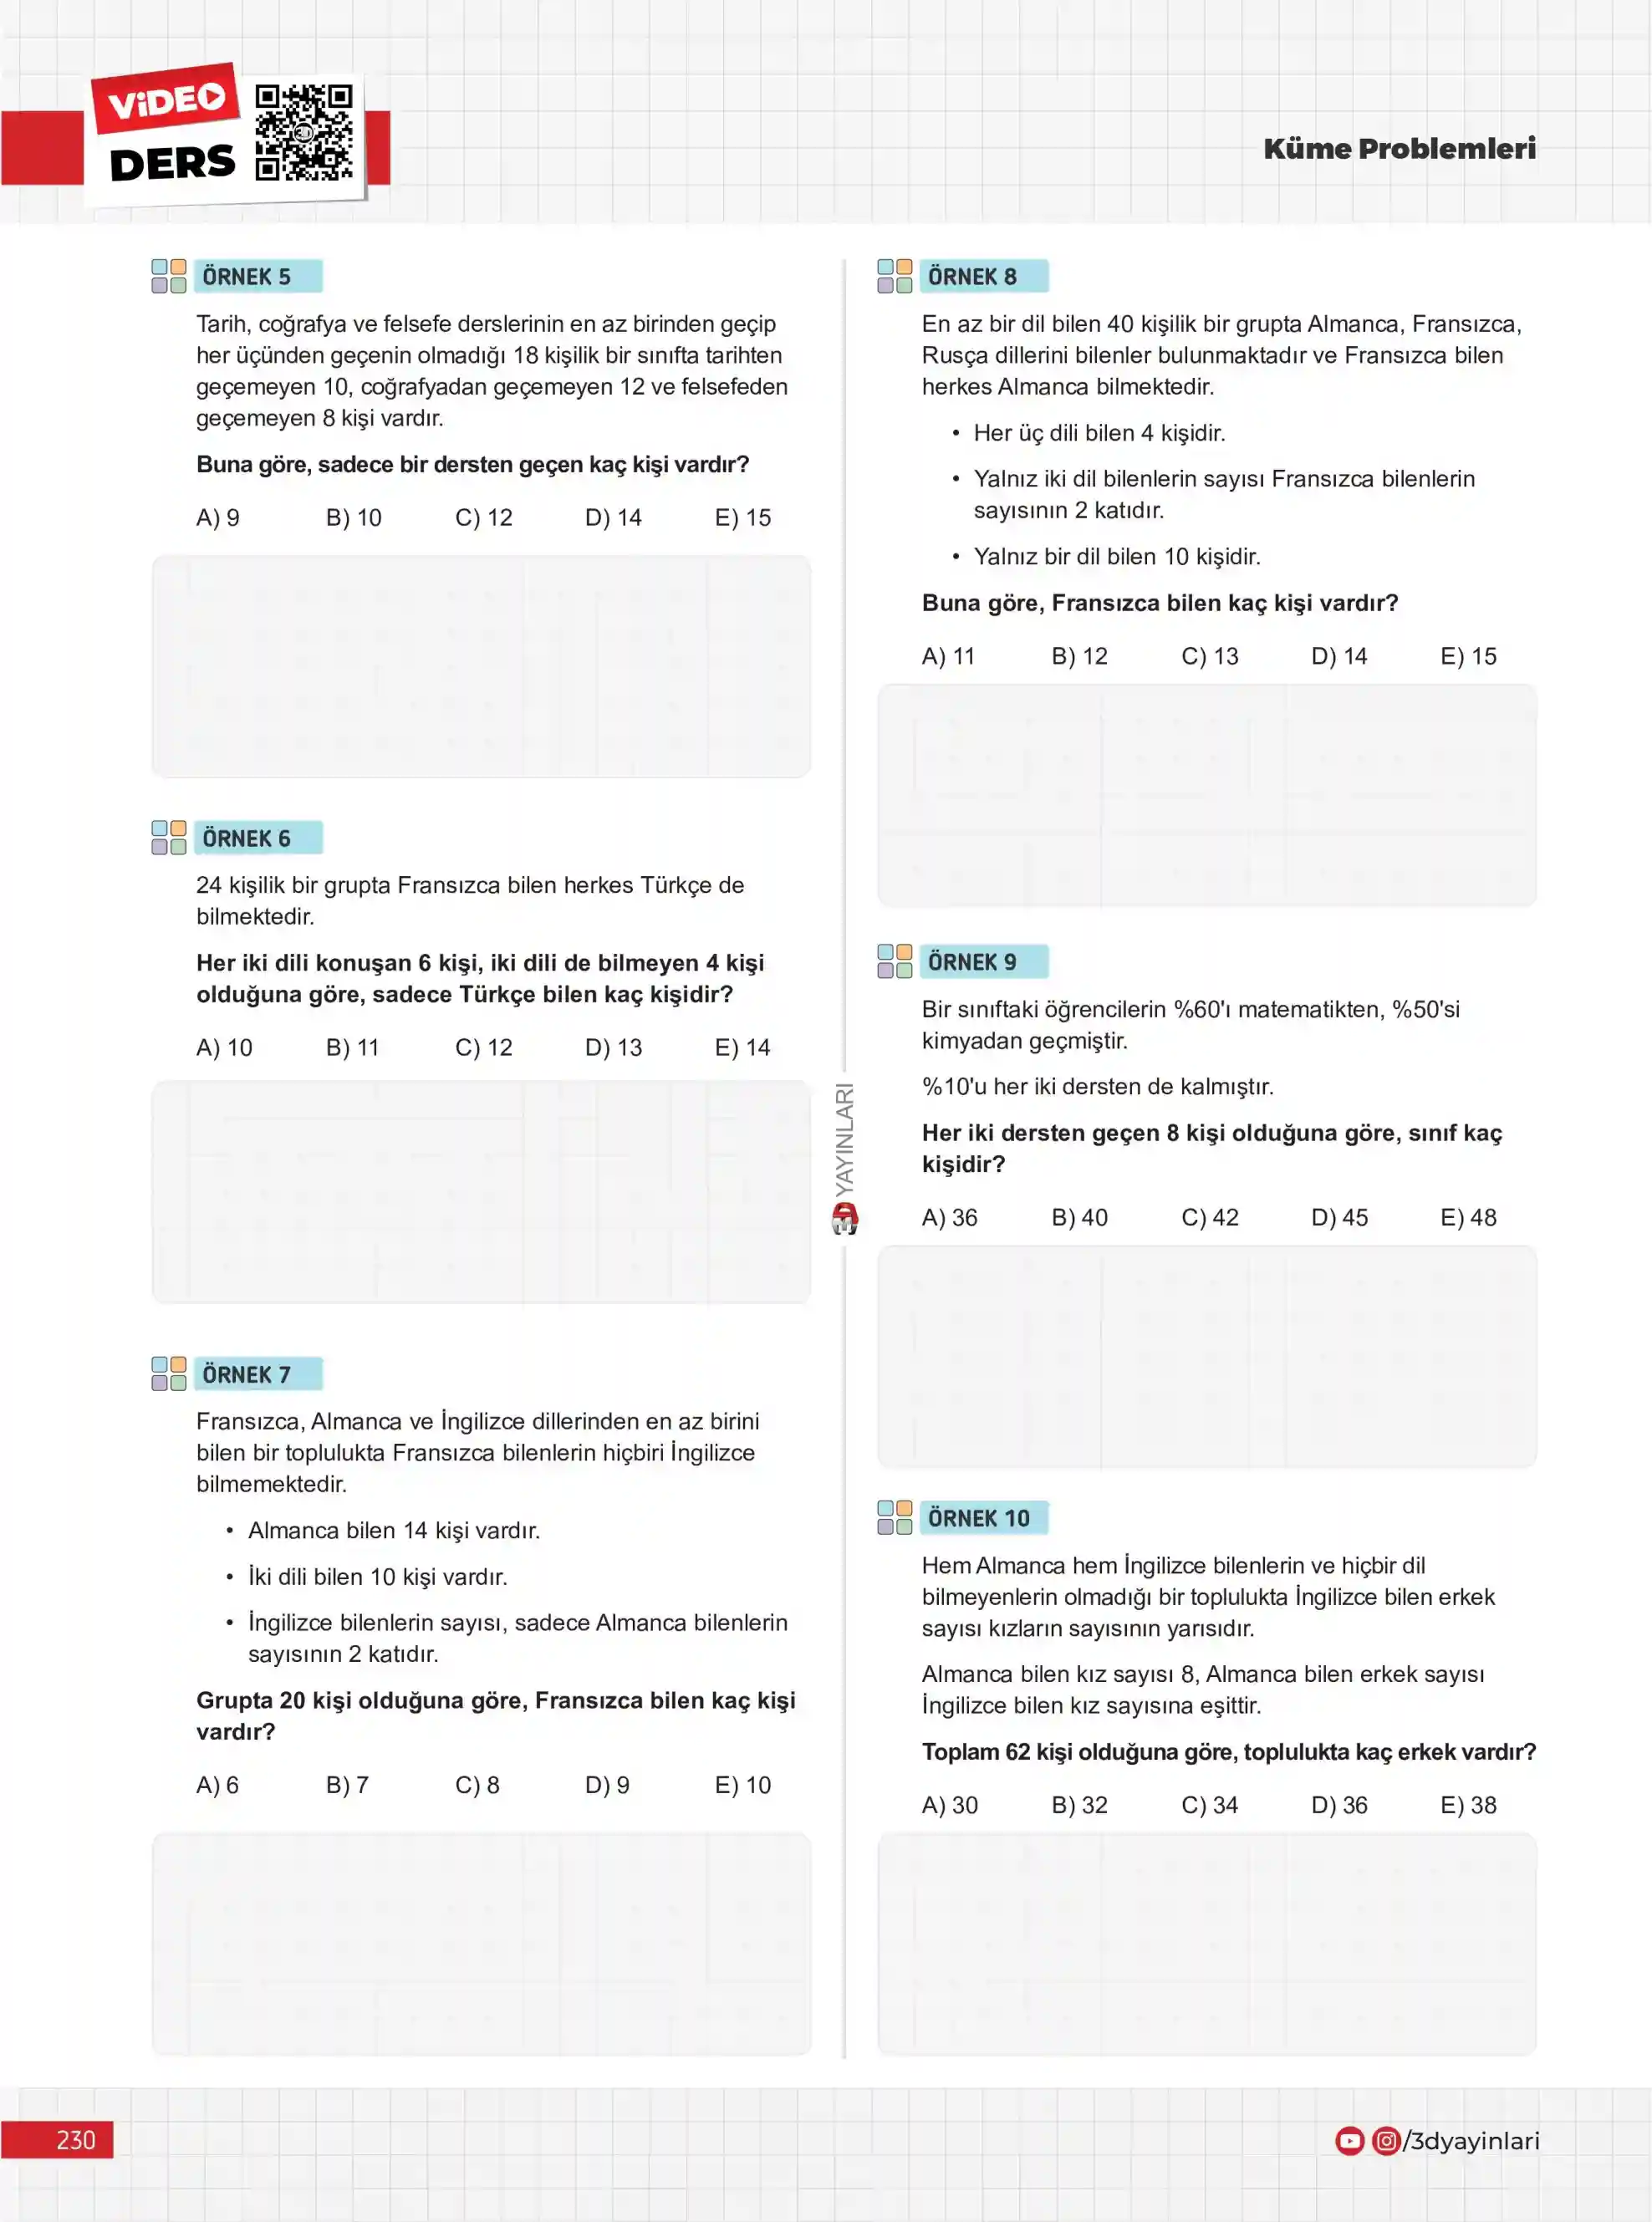 ViDEO
DERS
Küme Problemleri
ÖRNEK 5
Tarih, coğrafya ve felsefe derslerinin en az birinden geçip
her üçünden geçenin olmadığı 18 kişilik bir sınıfta tarihten
geçemeyen 10, coğrafyadan geçemeyen 12 ve felsefeden
geçemeyen 8 kişi vardır.
Buna göre, sadece bir dersten geçen kaç kişi vardır?
A) 9 B) 10 C) 12 D) 14 E) 15
ÖRNEK 6
24 kişilik bir grupta Fransızca bilen herkes Türkçe de
bilmektedir.
Her iki dili konuşan 6 kişi, iki dili de bilmeyen 4 kişi
olduğuna göre, sadece Türkçe bilen kaç kişidir?
A) 10 B) 11 C) 12 D) 13 E) 14
ÖRNEK 7
Fransızca, Almanca ve İngilizce dillerinden en az birini
bilen bir toplulukta Fransızca bilenlerin hiçbiri İngilizce
bilmemektedir.
• Almanca bilen 14 kişi vardır.
• İki dili bilen 10 kişi vardır.
• İngilizce bilenlerin sayısı, sadece Almanca bilenlerin
sayısının 2 katıdır.
Grupta 20 kişi olduğuna göre, Fransızca bilen kaç kişi
vardır?
A) 6 B) 7 C) 8 D) 9 E) 10
YAYINLARI
ÖRNEK 8
En az bir dil bilen 40 kişilik bir grupta Almanca, Fransızca,
Rusça dillerini bilenler bulunmaktadır ve Fransızca bilen
herkes Almanca bilmektedir.
• Her üç dili bilen 4 kişidir.
• Yalnız iki dil bilenlerin sayısı Fransızca bilenlerin
sayısının 2 katıdır.
• Yalnız bir dil bilen 10 kişidir.
Buna göre, Fransızca bilen kaç kişi vardır?
A) 11 B) 12 C) 13 D) 14 E) 15
ÖRNEK 9
Bir sınıftaki öğrencilerin %60'ı matematikten, %50'si
kimyadan geçmiştir.
%10'u her iki dersten de kalmıştır.
Her iki dersten geçen 8 kişi olduğuna göre, sınıf kaç
kişidir?
A) 36 B) 40 C) 42 D) 45 E) 48
ÖRNEK 10
Hem Almanca hem İngilizce bilenlerin ve hiçbir dil
bilmeyenlerin olmadığı bir toplulukta İngilizce bilen erkek
sayısı kızların sayısının yarısıdır.
Almanca bilen kız sayısı 8, Almanca bilen erkek sayısı
İngilizce bilen kız sayısına eşittir.
Toplam 62 kişi olduğuna göre, toplulukta kaç erkek vardır?
A) 30 B) 32 C) 34 D) 36 E) 38
230
/3dyayinlari